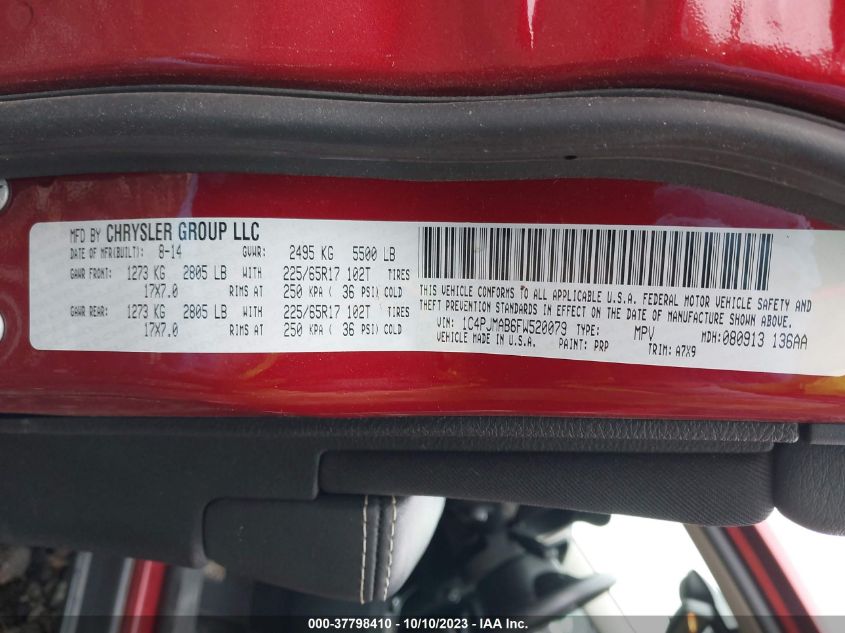 MFD BY CHRYSLER GROUP LLC
DATE OF MFR(BUILT): 8-14 GVWR: 2495 KG 5500 LB
GAWR FRONT: 1273 KG 2805 LB WITH 225/65R17 102T TIRES
17X7.0 RIMS AT 250 KPA ( 36 PSI) COLD
GAWR REAR: 1273 KG 2805 LB WITH 225/65R17 102T TIRES
17X7.0 RIMS AT 250 KPA ( 36 PSI) COLD
THIS VEHICLE CONFORMS TO ALL APPLICABLE U.S.A. FEDERAL MOTOR VEHICLE SAFETY AND
THEFT PREVENTION STANDARDS IN EFFECT ON THE DATE OF MANUFACTURE SHOWN ABOVE.
VIN: 1C4PJMAB6FW520079 TYPE: MPV MDH:080913 136AA
VEHICLE MADE IN U.S.A. PAINT: PRP TRIM: A7X9
000-37798410 - 10/10/2023 - IAA Inc.